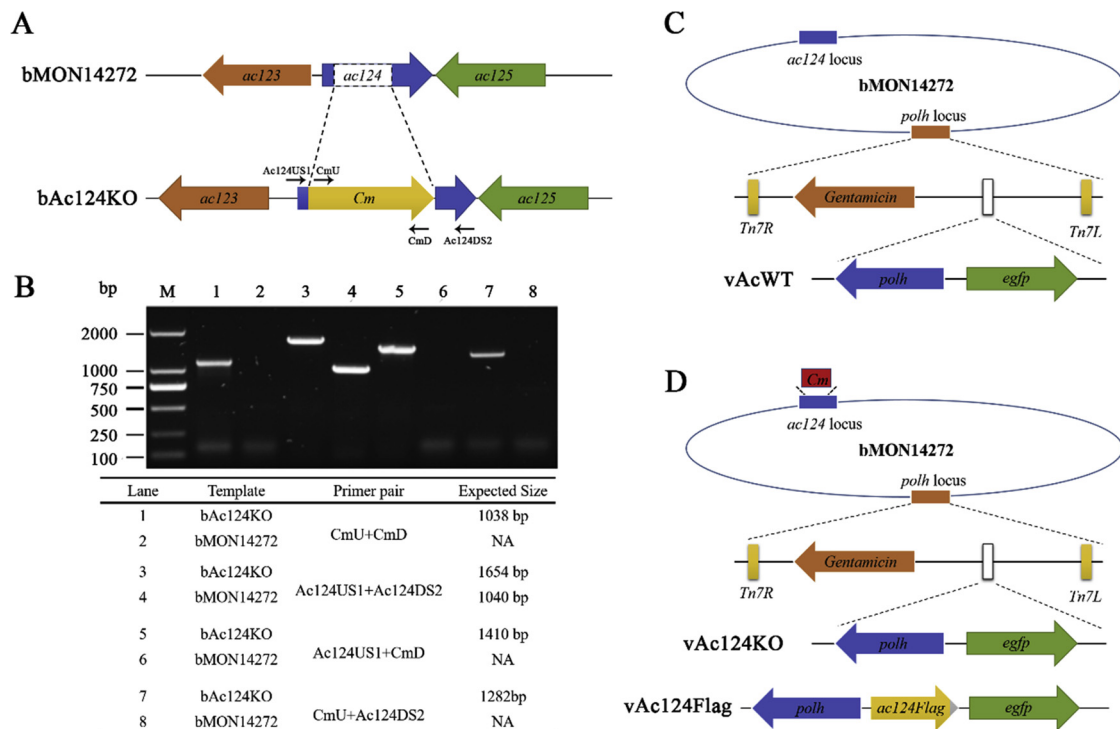 A
bMON14272
ac123
ac124
ac125
Ac124US1
CmU
bAc124KO
ac123
Cm
ac125
CmD
Ac124DS2
B
bp M 1 2 3 4 5 6 7 8
2000
1000
750
500
250
100
Lane Template Primer pair Expected Size
1 bAc124KO 1038 bp
CmU+CmD
2 bMON14272 NA
3 bAc124KO 1654 bp
Ac124US1+Ac124DS2
4 bMON14272 1040 bp
5 bAc124KO 1410 bp
Ac124US1+CmD
6 bMON14272 NA
7 bAc124KO 1282bp
CmU+Ac124DS2
8 bMON14272 NA
C
ac124 locus
bMON14272
polh locus
Gentamicin
Tn7R
Tn7L
vAcWT
polh
egfp
D
Cm
ac124 locus
bMON14272
polh locus
Gentamicin
Tn7R
Tn7L
vAc124KO
polh
egfp
vAc124Flag
polh
ac124Flag
egfp